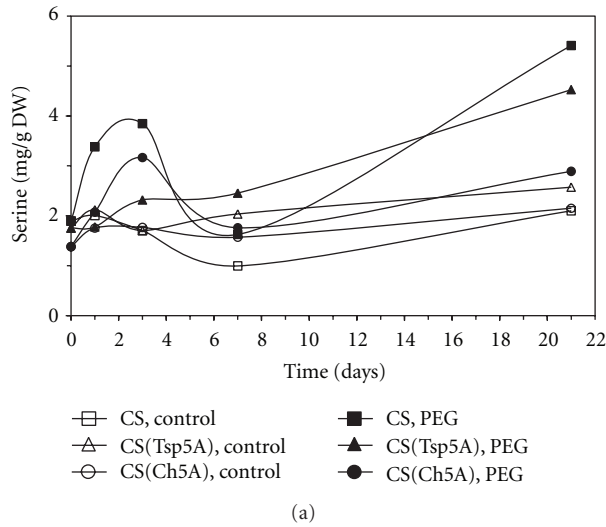 6
4
2
0
Serine (mg/g DW)
0 2 4 6 8 10 12 14 16 18 20 22
Time (days)
CS, control
CS, PEG
CS(Tsp5A), control
CS(Tsp5A), PEG
CS(Ch5A), control
CS(Ch5A), PEG
(a)